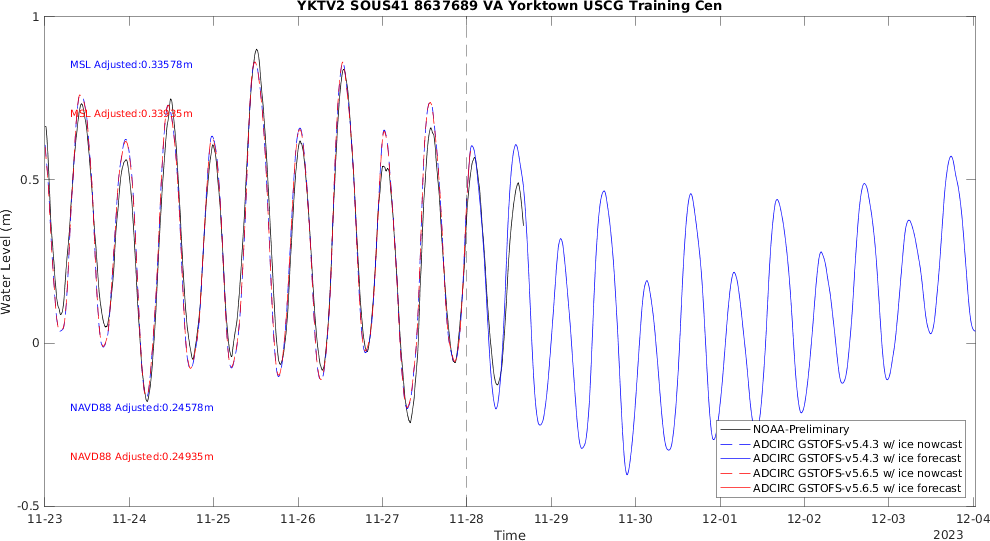 YKTV2 SOUS41 8637689 VA Yorktown USCG Training Cen
1
MSL Adjusted:0.33578m
MSL Adjusted:0.33935m
0.5
Water Level (m)
0
NAVD88 Adjusted:0.24578m
NAVD88 Adjusted:0.24935m
NOAA-Preliminary
ADCIRC GSTOFS-v5.4.3 w/ ice nowcast
ADCIRC GSTOFS-v5.4.3 w/ ice forecast
ADCIRC GSTOFS-v5.6.5 w/ ice nowcast
ADCIRC GSTOFS-v5.6.5 w/ ice forecast
-0.5
11-23 11-24 11-25 11-26 11-27 11-28 11-29 11-30 12-01 12-02 12-03 12-04
Time
2023